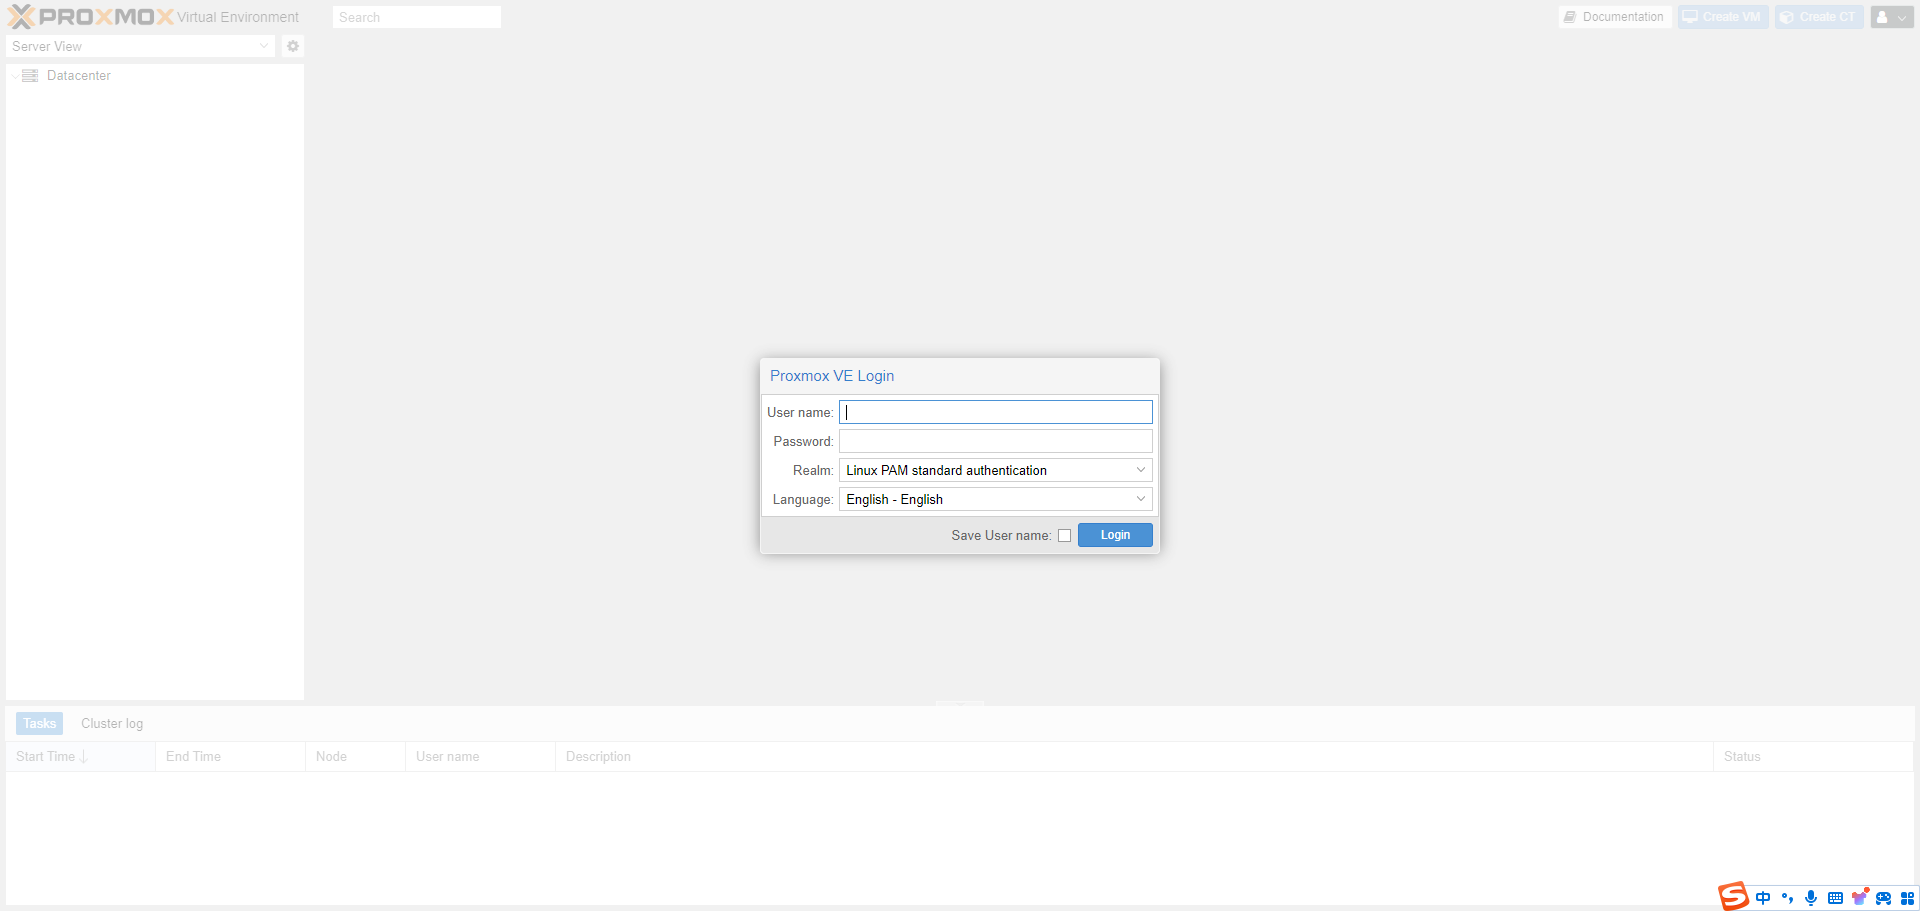 PROXMOX Virtual Environment
Search
Documentation
Create VM
Create CT
Server View
Datacenter
Proxmox VE Login
User name:
Password:
Realm: Linux PAM standard authentication
Language: English - English
Save User name:
Login
Tasks
Cluster log
Start Time End Time Node User name Description Status
S 中